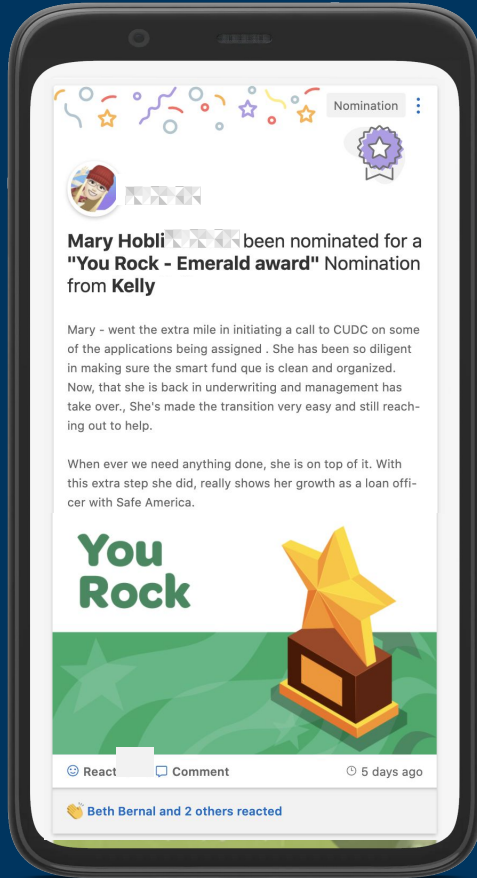 Nomination
Mary Hobli been nominated for a
"You Rock - Emerald award" Nomination
from Kelly
Mary - went the extra mile in initiating a call to CUDC on some
of the applications being assigned . She has been so diligent
in making sure the smart fund que is clean and organized.
Now, that she is back in underwriting and management has
take over., She's made the transition very easy and still reach-
ing out to help.
When ever we need anything done, she is on top of it. With
this extra step she did, really shows her growth as a loan offi-
cer with Safe America.
You
Rock
React Comment 5 days ago
Beth Bernal and 2 others reacted